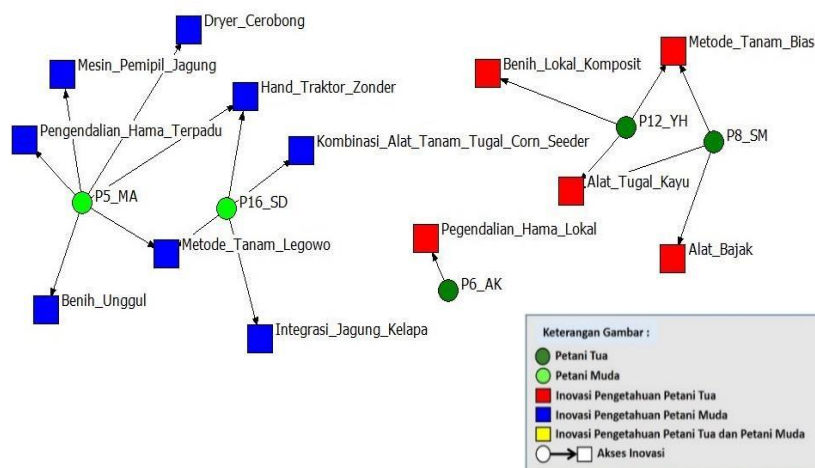 Dryer_Cerobong
Mesin_Pemipil_Jagung
Hand_Traktor_Zonder
Pengendalian_Hama_Terpadu
Kombinasi_Alat_Tanam_Tugal_Corn_Seeder
P5_MA
P16_SD
Metode_Tanam_Legowo
Benih_Unggul
Integrasi_Jagung_Kelapa
Metode_Tanam_Bias
Benih_Lokal_Komposit
P12_YH
P8_SM
Alat_Tugal_Kayu
Pegendalian_Hama_Lokal
Alat_Bajak
P6_AK
Keterangan Gambar :
Petani Tua
Petani Muda
Inovasi Pengetahuan Petani Tua
Inovasi Pengetahuan Petani Muda
Inovasi Pengetahuan Petani Tua dan Petani Muda
Akses Inovasi